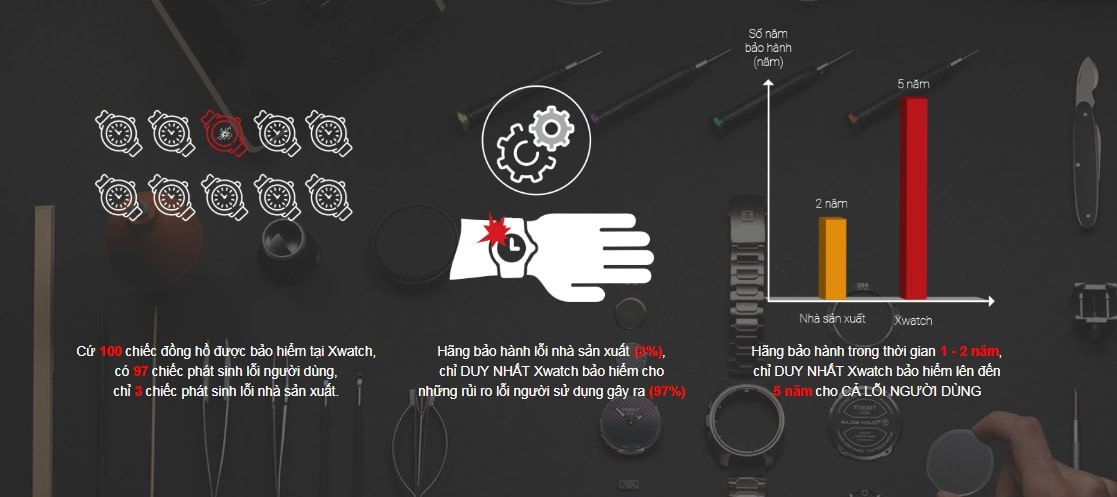 Số năm
bảo hành
(năm)
5 năm
2 năm
Nhà sản xuất
Xwatch
Cứ 100 chiếc đồng hồ được bảo hiểm tại Xwatch,
có 97 chiếc phát sinh lỗi người dùng,
chỉ 3 chiếc phát sinh lỗi nhà sản xuất.
Hãng bảo hành lỗi nhà sản xuất (3%),
chỉ DUY NHẤT Xwatch bảo hiểm cho
những rủi ro lỗi người sử dụng gây ra (97%)
Hãng bảo hành trong thời gian 1 - 2 năm,
chỉ DUY NHẤT Xwatch bảo hiểm lên đến
5 năm cho CẢ LỖI NGƯỜI DÙNG